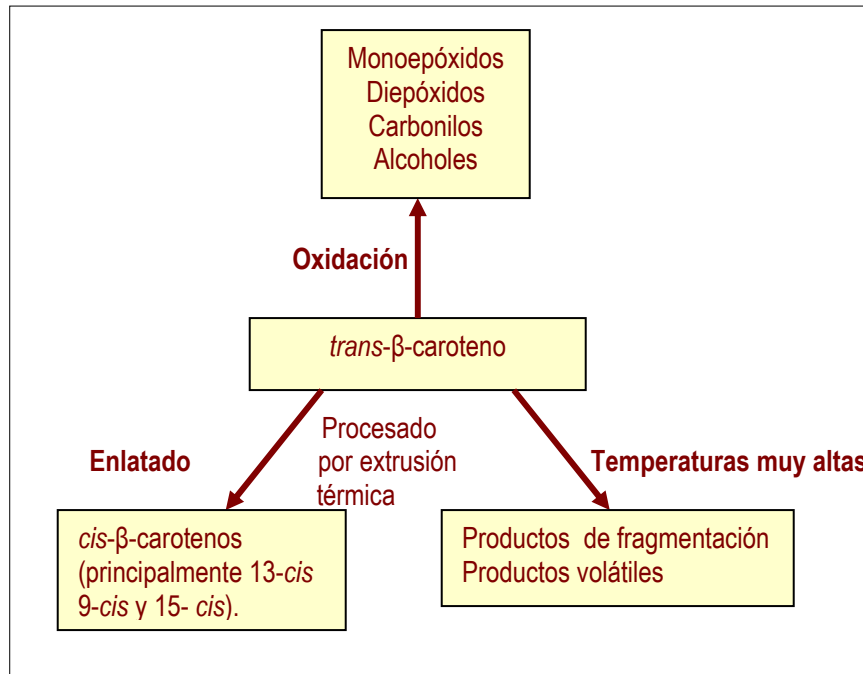 Monoepóxidos
Diepóxidos
Carbonilos
Alcoholes
Oxidación
trans-β-caroteno
Enlatado
Procesado
por extrusión
térmica
Temperaturas muy altas
cis-β-carotenos
(principalmente 13-cis
9-cis y 15- cis).
Productos de fragmentación
Productos volátiles